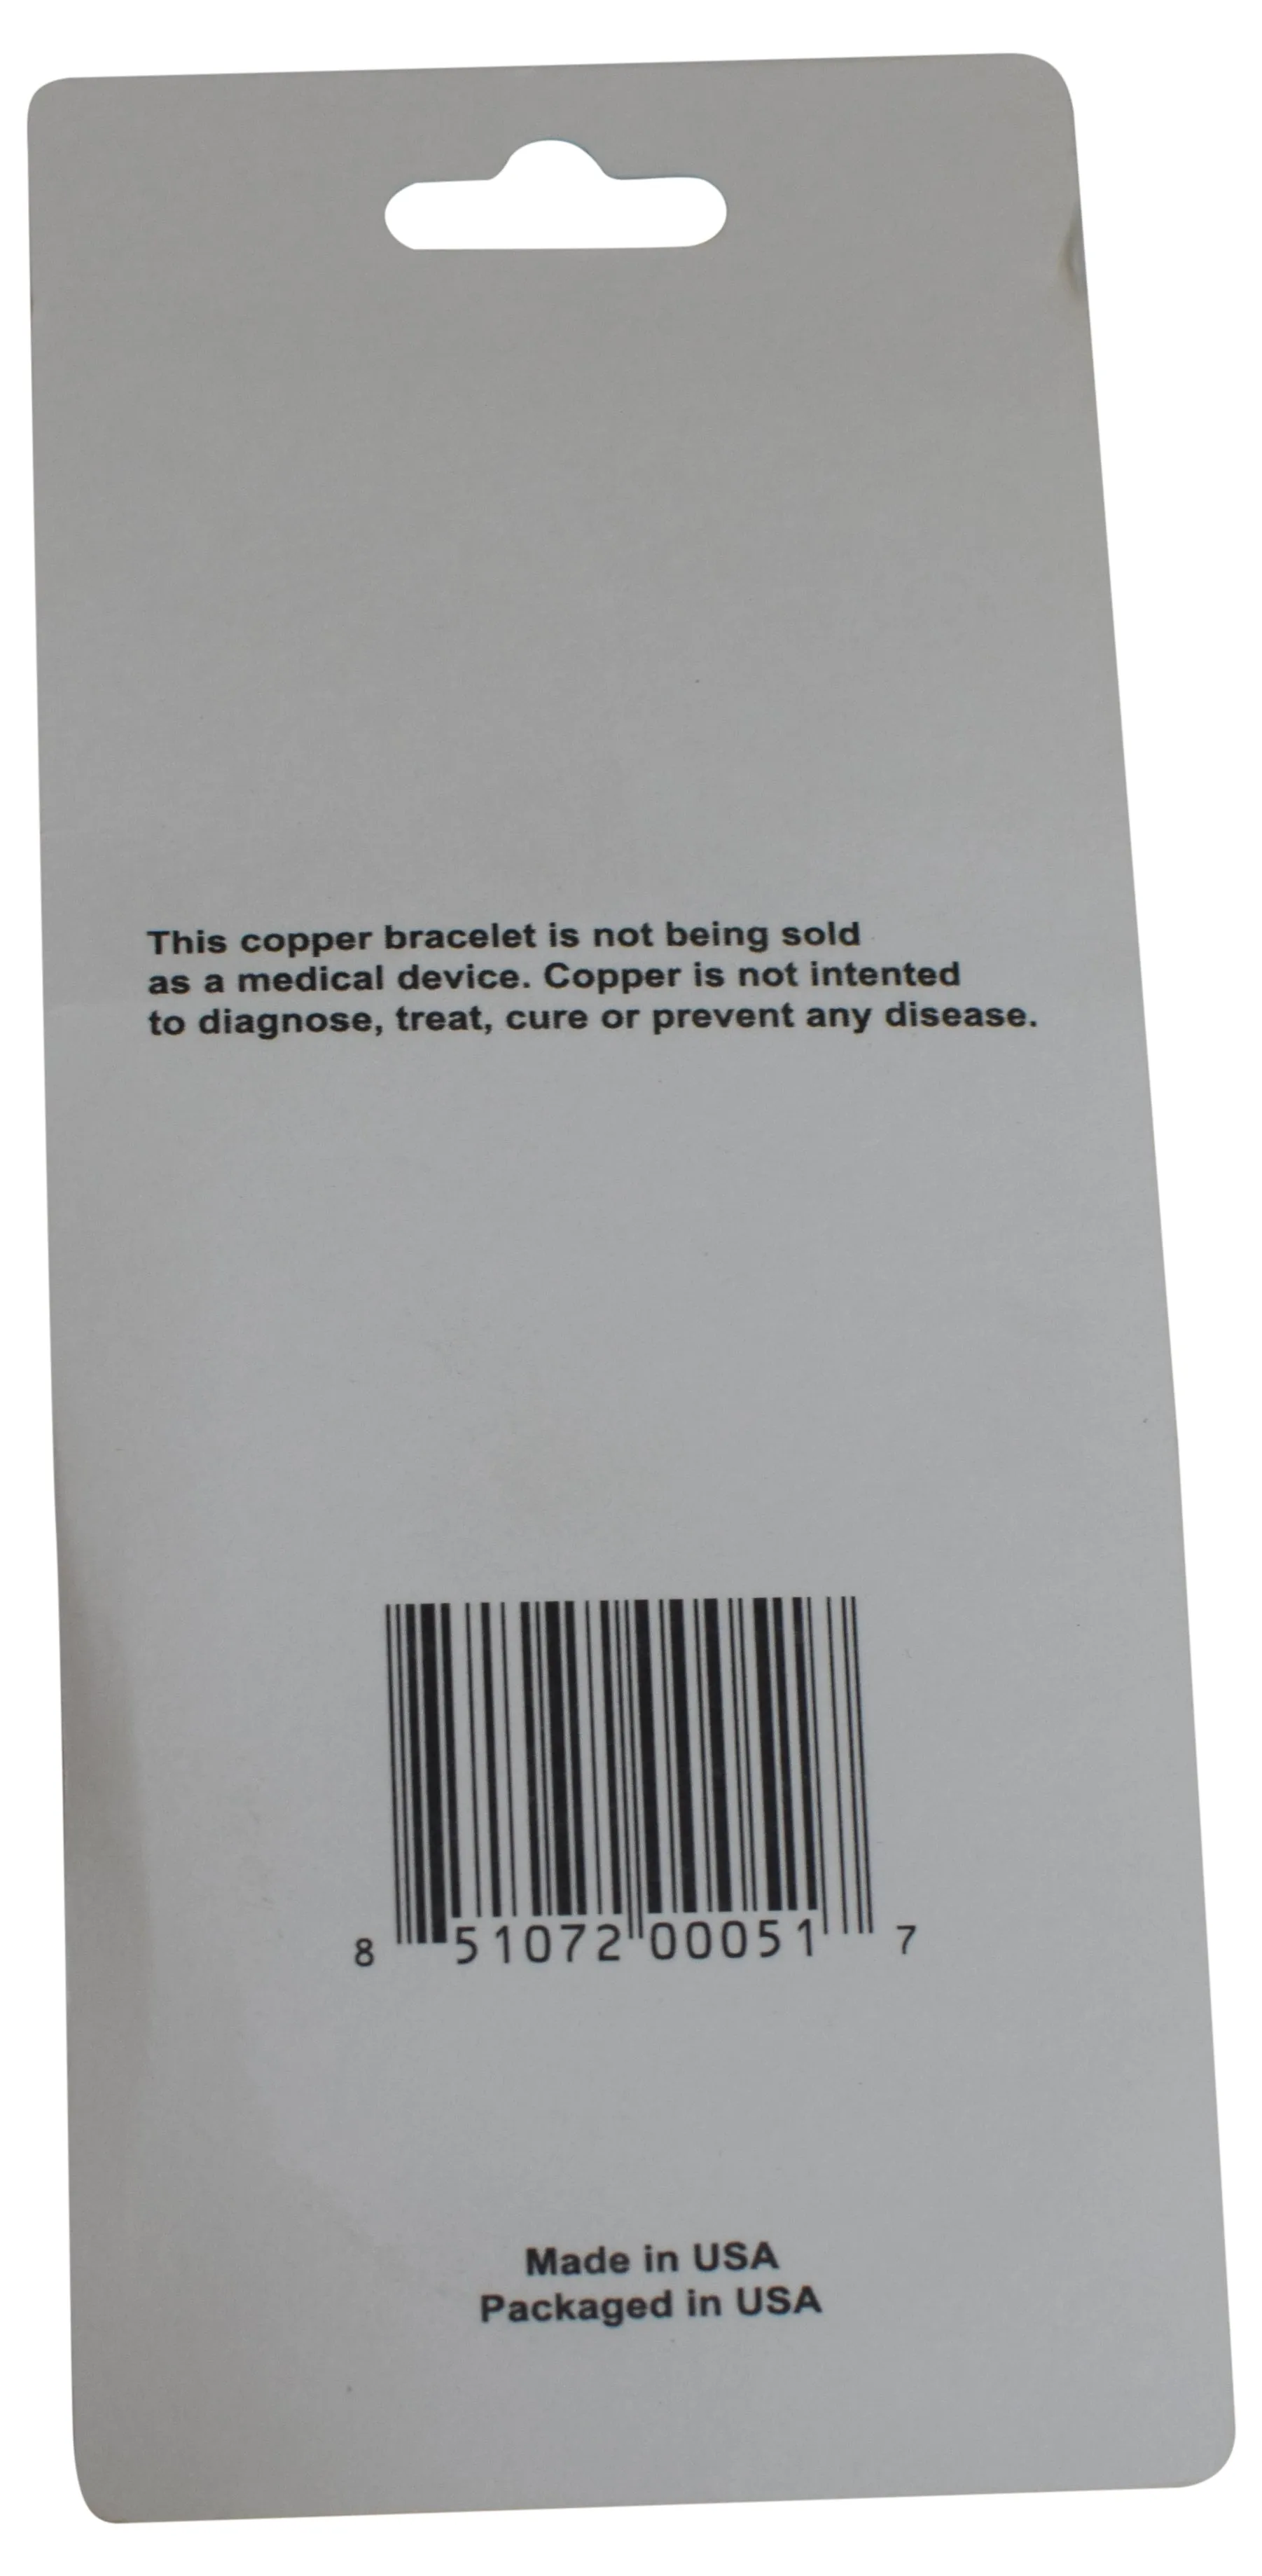 This copper bracelet is not being sold
as a medical device. Copper is not intented
to diagnose, treat, cure or prevent any disease.
8 51072 00051 7
Made in USA
Packaged in USA